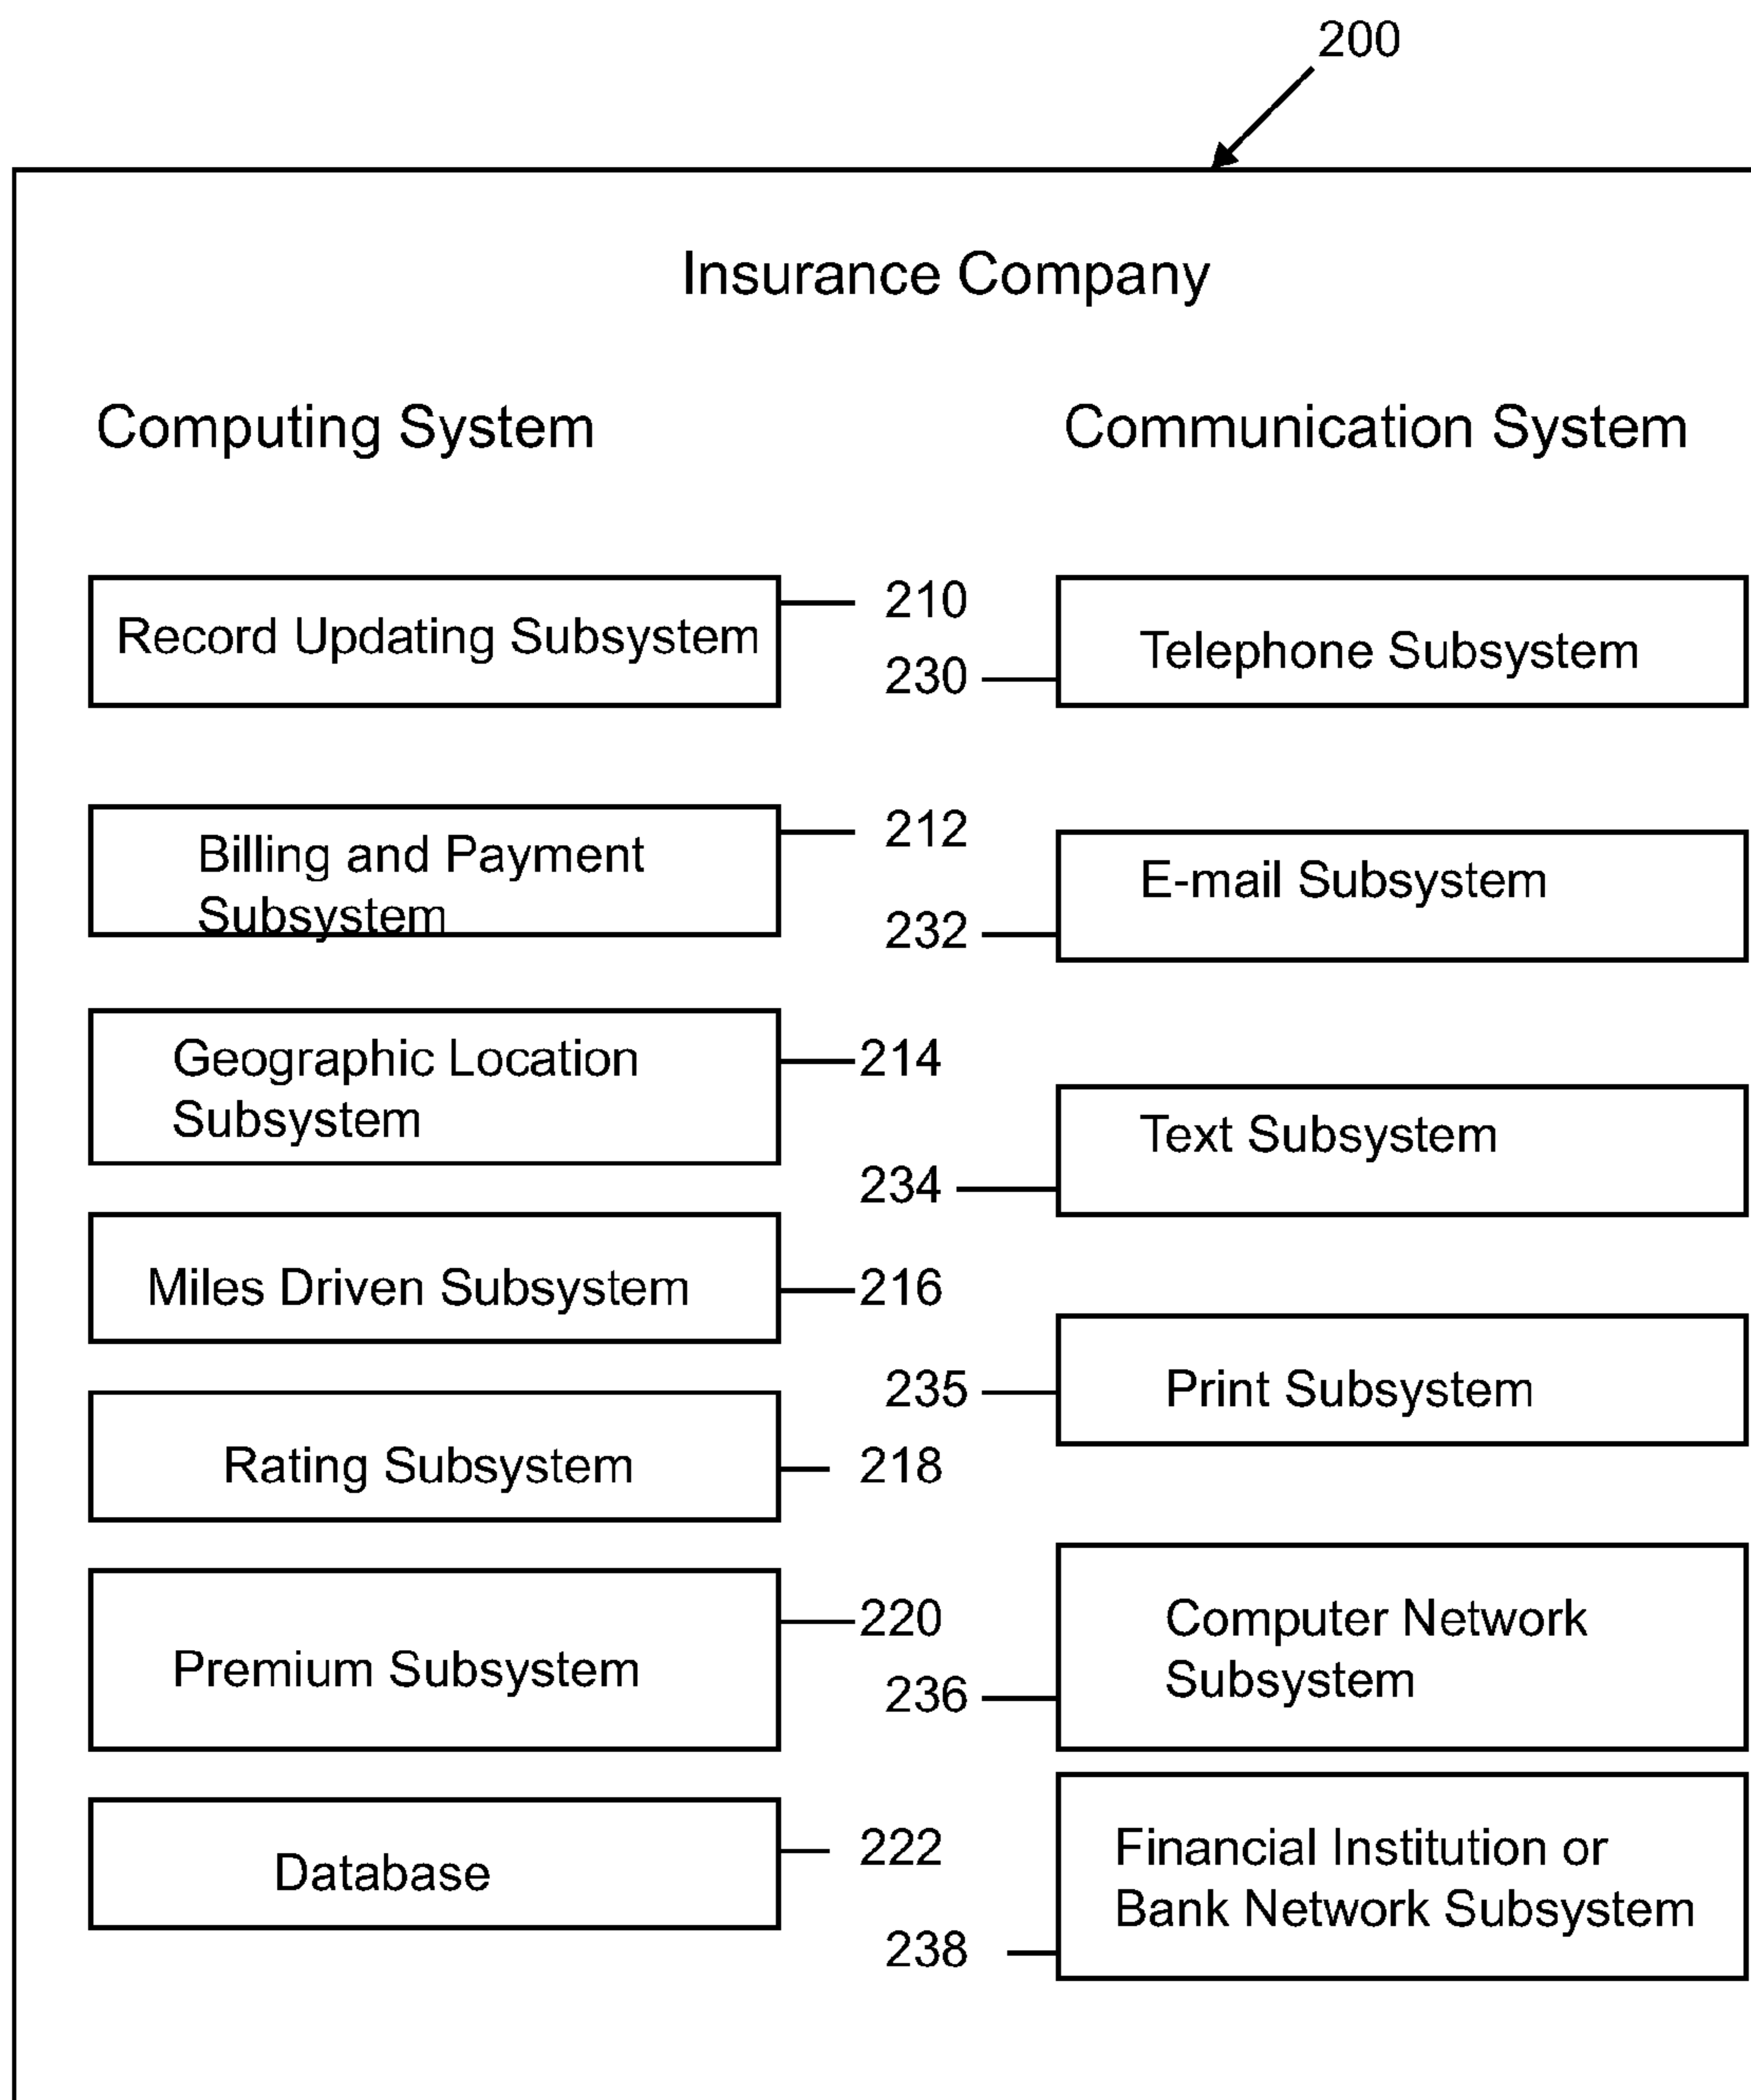 200
Insurance Company
Computing System
Communication System
Record Updating Subsystem
210
230
Telephone Subsystem
Billing and Payment
Subsystem
212
232
E-mail Subsystem
Geographic Location
Subsystem
214
234
Text Subsystem
Miles Driven Subsystem
216
235
Print Subsystem
Rating Subsystem
218
Premium Subsystem
220
236
Computer Network
Subsystem
Database
222
238
Financial Institution or
Bank Network Subsystem